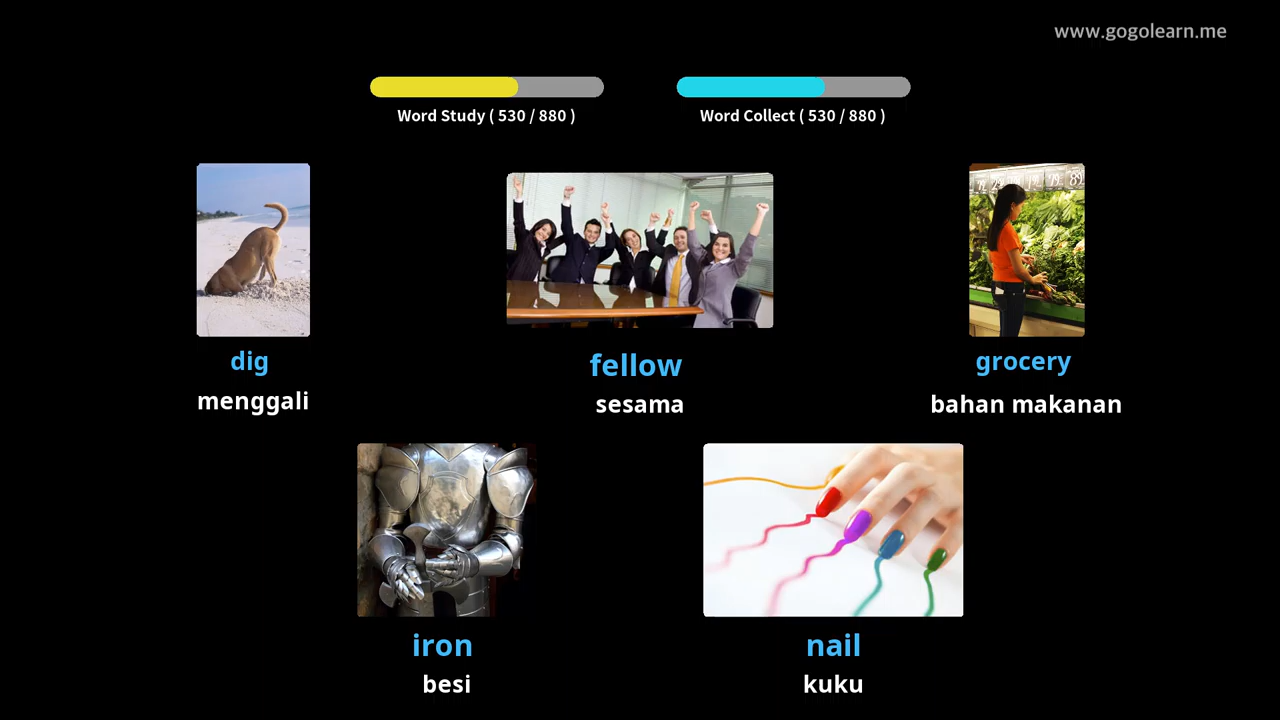 www.gogolearn.me
Word Study ( 530 / 880 )
Word Collect ( 530 / 880 )
dig
menggali
fellow
sesama
grocery
bahan makanan
iron
besi
nail
kuku